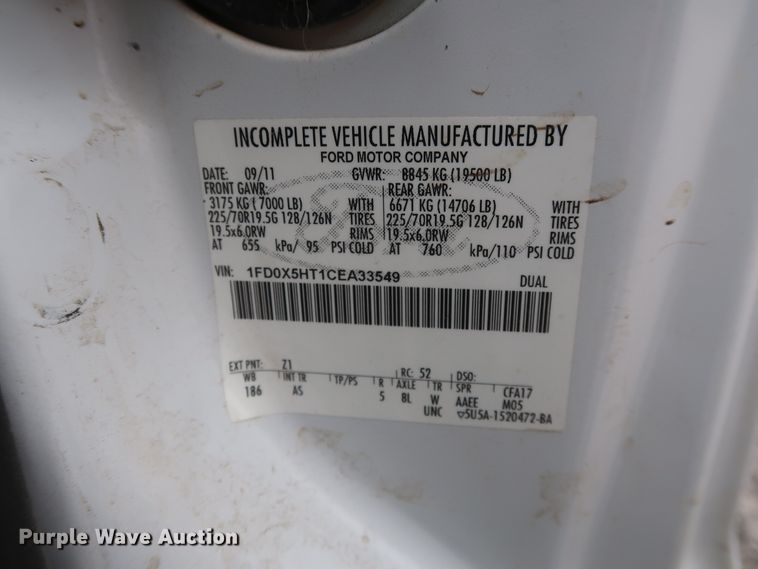 INCOMPLETE VEHICLE MANUFACTURED BY
FORD MOTOR COMPANY
DATE: 09/11 GVWR: 8845 KG (19500 LB)
FRONT GAWR: REAR GAWR:
3175 KG ( 7000 LB) WITH 6671 KG (14706 LB) WITH
225/70R19.5G 128/126N TIRES 225/70R19.5G 128/126N TIRES
19.5x6.0RW RIMS 19.5x6.0RW RIMS
AT 655 kPa/ 95 PSI COLD AT 760 kPa/110 PSI COLD
VIN: 1FD0X5HT1CEA33549 DUAL
EXT PNT: Z1 RC: 52 DSO:
WB INT TR TP/PS R AXLE TR SPR CFA17
186 AS 5 8L W AAEE M05
UNC 5U5A-1520472-BA
Purple Wave Auction®